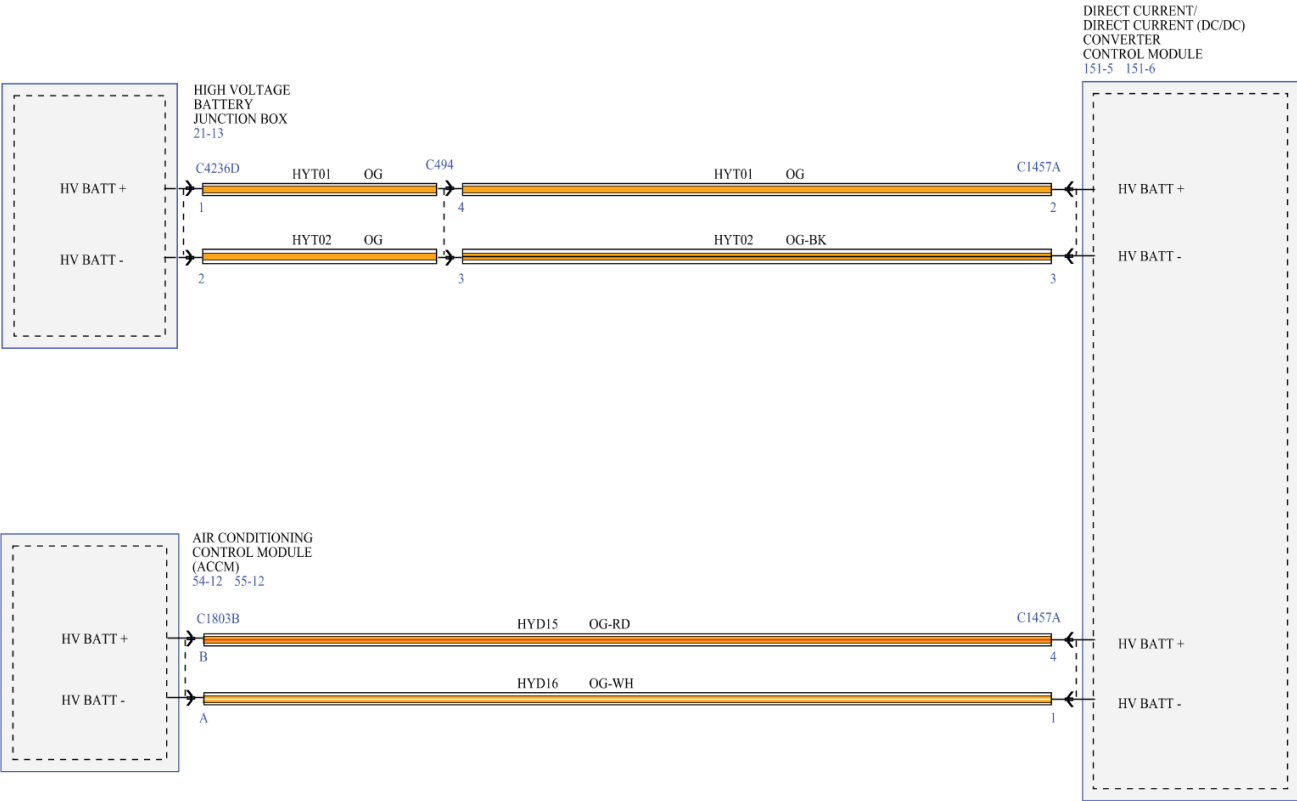 DIRECT CURRENT/
DIRECT CURRENT (DC/DC)
CONVERTER
CONTROL MODULE
151-5 151-6
HIGH VOLTAGE
BATTERY
JUNCTION BOX
21-13
C4236D
C494
C1457A
HYT01 OG
HYT01 OG
HV BATT +
HV BATT +
1
4
2
HYT02 OG
HYT02 OG-BK
HV BATT -
HV BATT -
2
3
3
AIR CONDITIONING
CONTROL MODULE
(ACCM)
54-12 55-12
C1803B
C1457A
HYD15 OG-RD
HV BATT +
HV BATT +
B
4
HYD16 OG-WH
HV BATT -
HV BATT -
A
1